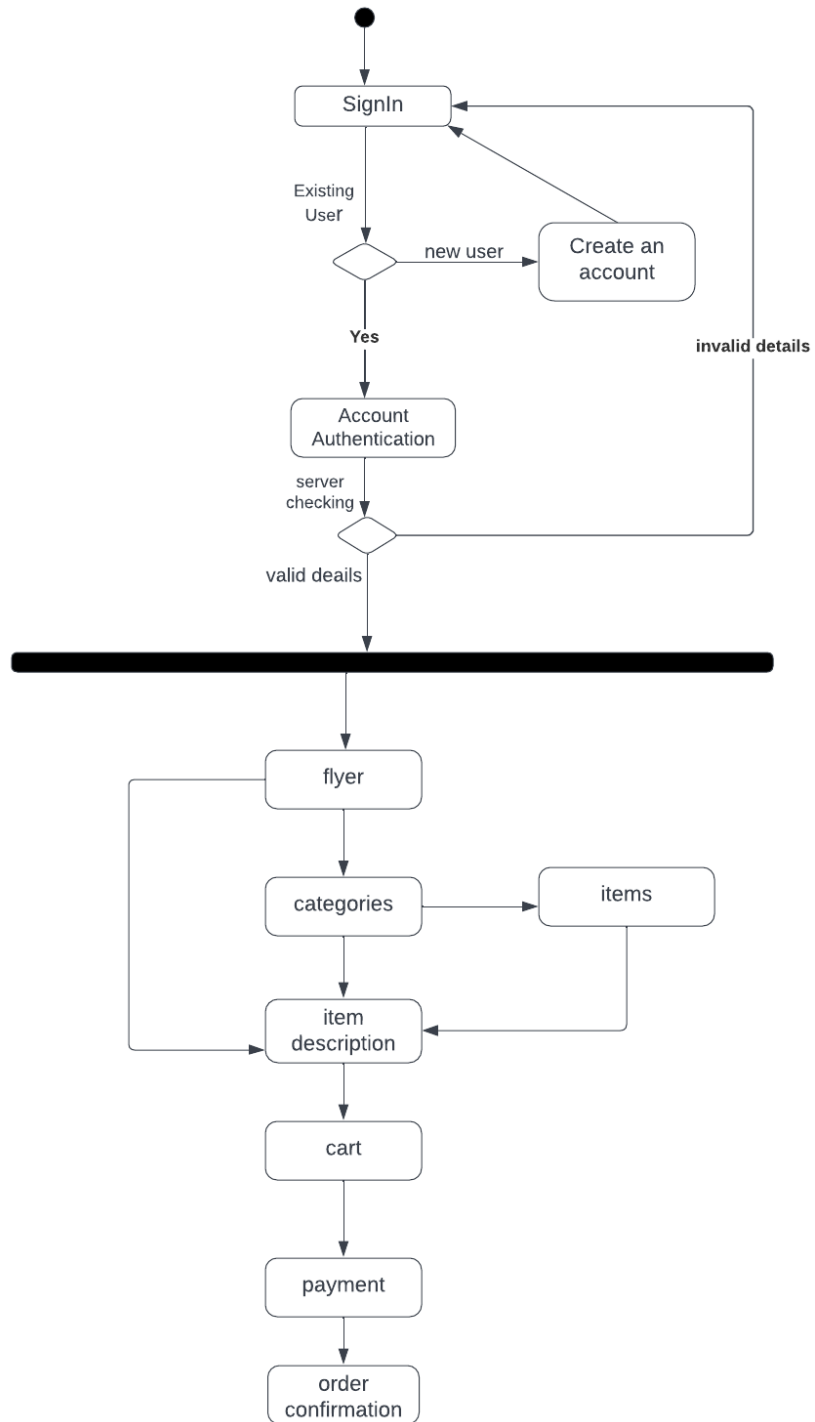 SignIn
Existing
User
new user
Create an
account
Yes
invalid details
Account
Authentication
server
checking
valid deails
flyer
categories
items
item
description
cart
payment
order
confirmation